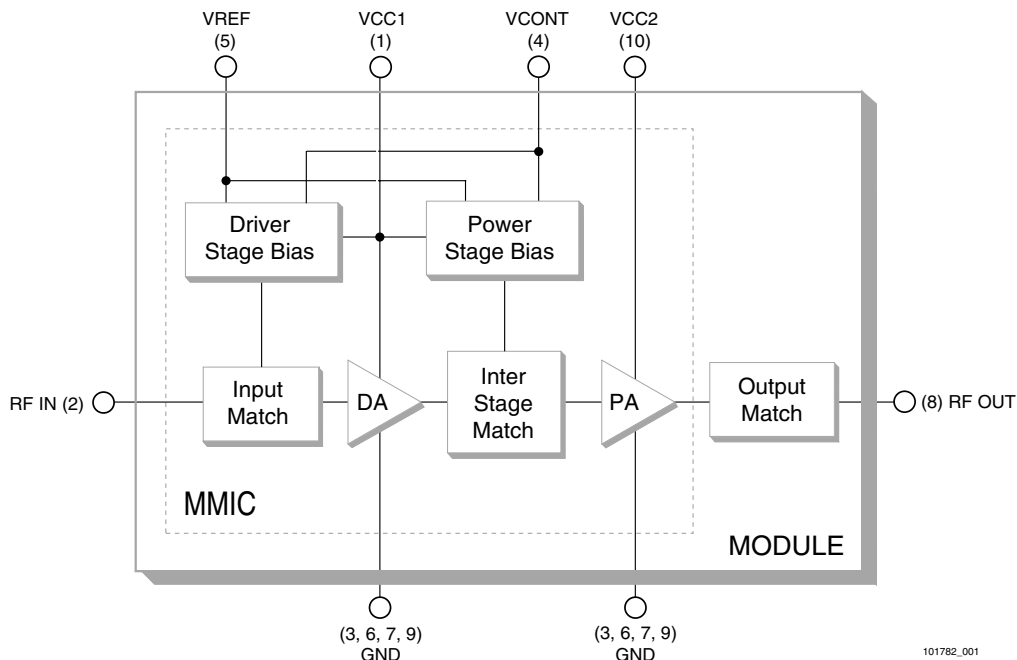 VREF
(5)
VCC1
(1)
VCONT
(4)
VCC2
(10)
Driver
Stage Bias
Power
Stage Bias
RF IN (2)
Input
Match
DA
Inter
Stage
Match
PA
Output
Match
(8) RF OUT
MMIC
MODULE
(3, 6, 7, 9)
GND
(3, 6, 7, 9)
GND
101782_001